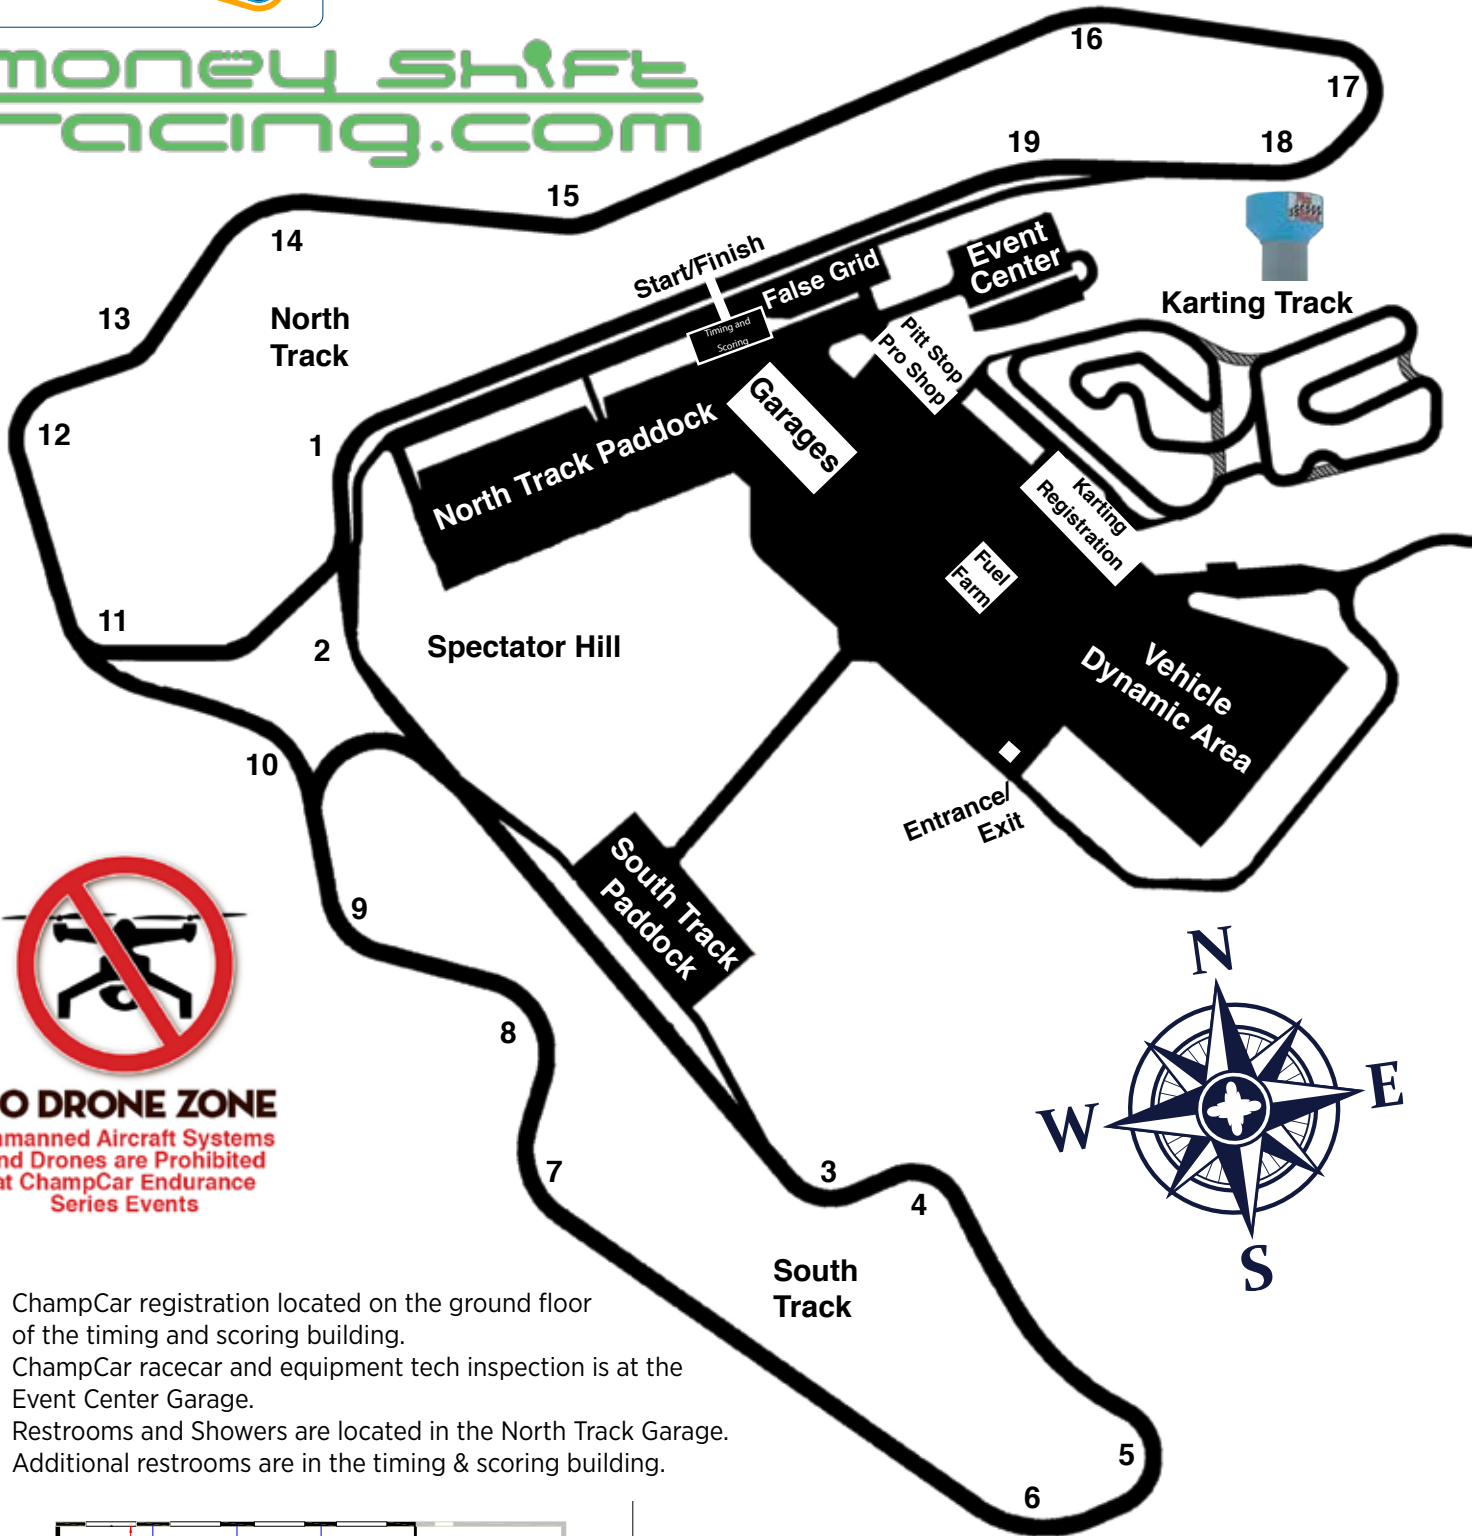 money shift
racing.com
16
17
18
19
15
14
13
North
Track
12
1
11
2
10
9
8
7
3
4
5
6
Start/Finish
False Grid
Timing and
Scoring
Event
Center
Karting Track
Pitt Stop
Pro Shop
Garages
North Track Paddock
Karting
Registration
Fuel
Farm
Spectator Hill
Vehicle
Dynamic Area
Entrance/
Exit
South Track
Paddock
N
E
W
S
O DRONE ZONE
nmanned Aircraft Systems
nd Drones are Prohibited
at ChampCar Endurance
Series Events
South
Track
ChampCar registration located on the ground floor
of the timing and scoring building.
ChampCar racecar and equipment tech inspection is at the
Event Center Garage.
Restrooms and Showers are located in the North Track Garage.
Additional restrooms are in the timing & scoring building.